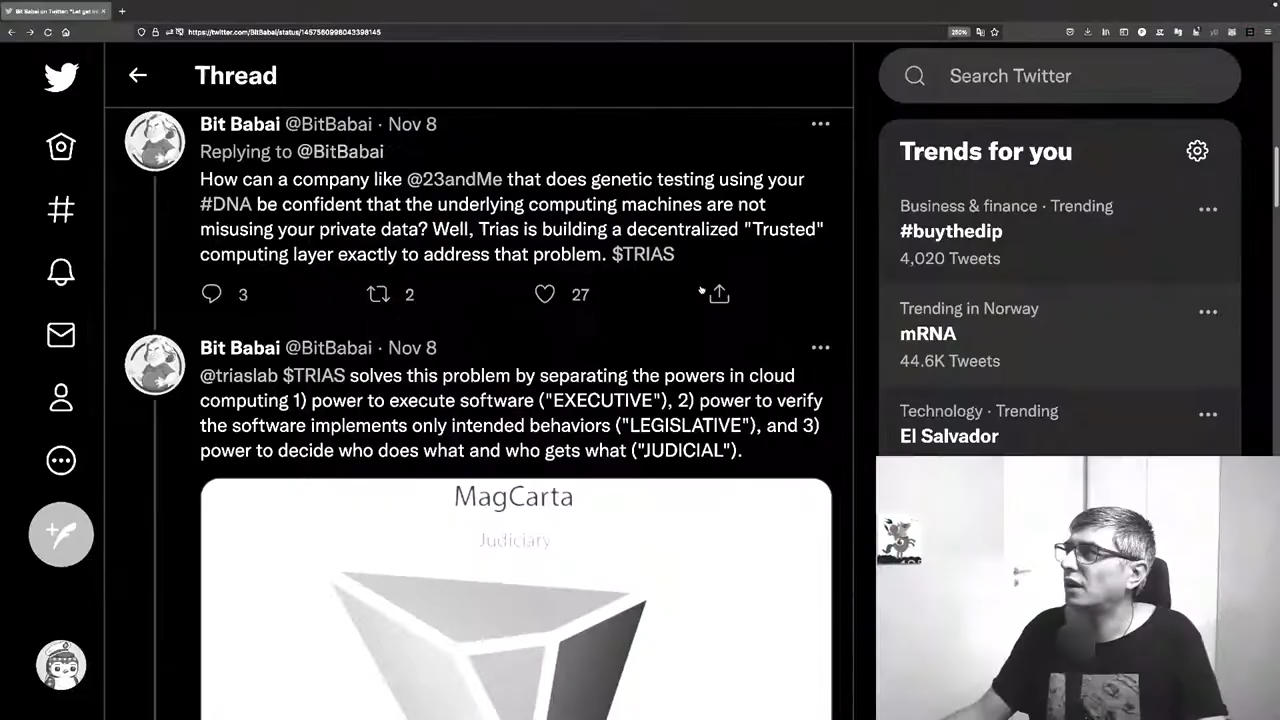 Bit Babai on Twitter: "Let get int
https://twitter.com/BitBabai/status/1457560998043398145
250%
Thread
Search Twitter
Bit Babai @BitBabai · Nov 8
Replying to @BitBabai
How can a company like @23andMe that does genetic testing using your
#DNA be confident that the underlying computing machines are not
misusing your private data? Well, Trias is building a decentralized "Trusted"
computing layer exactly to address that problem. $TRIAS
3 2 27
Bit Babai @BitBabai · Nov 8
@triaslab $TRIAS solves this problem by separating the powers in cloud
computing 1) power to execute software ("EXECUTIVE"), 2) power to verify
the software implements only intended behaviors ("LEGISLATIVE"), and 3)
power to decide who does what and who gets what ("JUDICIAL").
MagCarta
Judiciary
Trends for you
Business & finance · Trending
#buythedip
4,020 Tweets
Trending in Norway
mRNA
44.6K Tweets
Technology · Trending
El Salvador